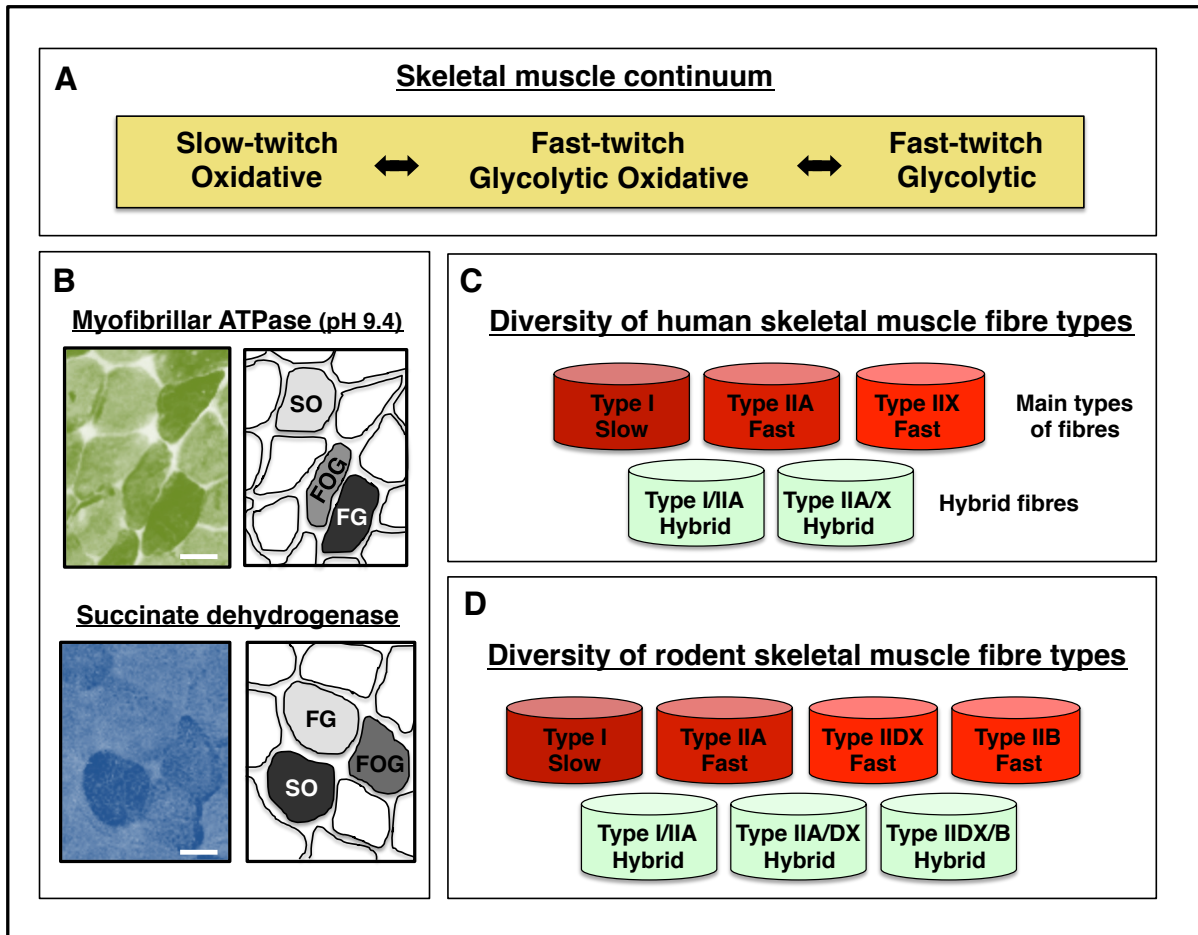 A
Skeletal muscle continuum
Slow-twitch
Oxidative
Fast-twitch
Glycolytic Oxidative
Fast-twitch
Glycolytic
B
Myofibrillar ATPase (pH 9.4)
SO
FOG
FG
Succinate dehydrogenase
FG
FOG
SO
C
Diversity of human skeletal muscle fibre types
Type I
Slow
Type IIA
Fast
Type IIX
Fast
Main types
of fibres
Type I/IIA
Hybrid
Type IIA/X
Hybrid
Hybrid fibres
D
Diversity of rodent skeletal muscle fibre types
Type I
Slow
Type IIA
Fast
Type IIDX
Fast
Type IIB
Fast
Type I/IIA
Hybrid
Type IIA/DX
Hybrid
Type IIDX/B
Hybrid